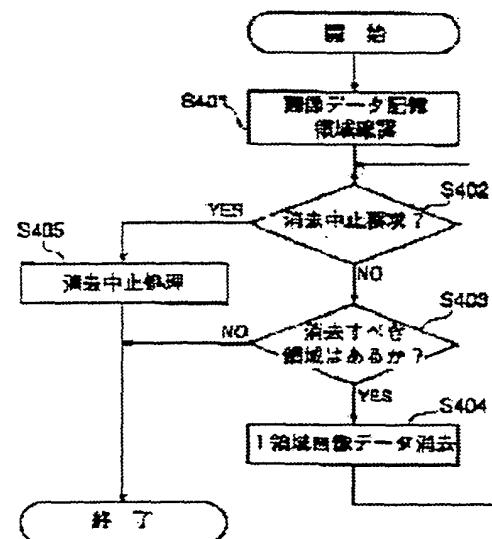 開 始
S401
画像データ記憶
領域確認
S402
消去中止要求?
YES
NO
S405
消去中止処理
S403
消去すべき
領域はあるか?
NO
YES
S404
1領域画像データ消去
終 了